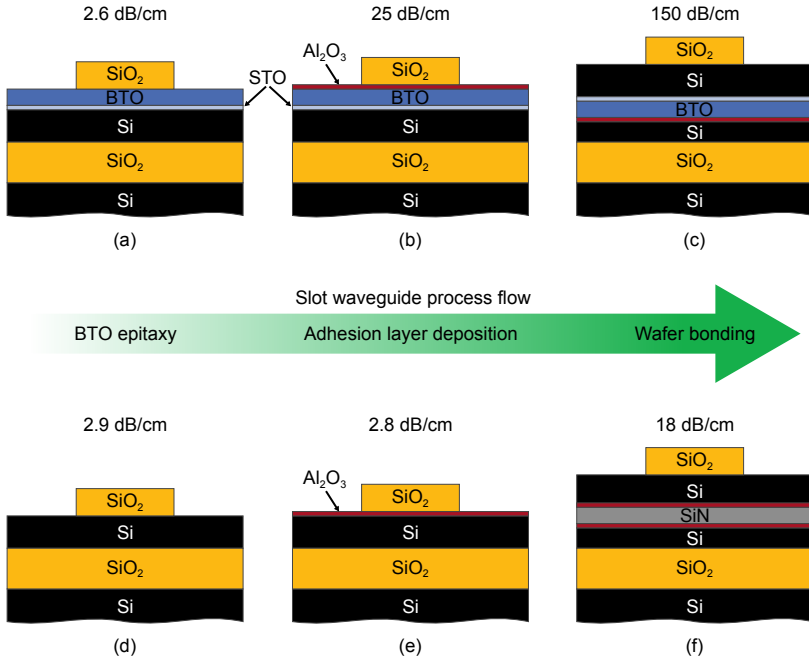 2.6 dB/cm
25 dB/cm
150 dB/cm
SiO2
Al2O3
SiO2
SiO2
STO
BTO
BTO
Si
BTO
Si
Si
Si
SiO2
SiO2
SiO2
Si
Si
Si
(a)
(b)
(c)
Slot waveguide process flow
BTO epitaxy
Adhesion layer deposition
Wafer bonding
2.9 dB/cm
2.8 dB/cm
18 dB/cm
SiO2
Al2O3
SiO2
SiO2
Si
Si
Si
SiN
Si
SiO2
SiO2
SiO2
Si
Si
Si
(d)
(e)
(f)